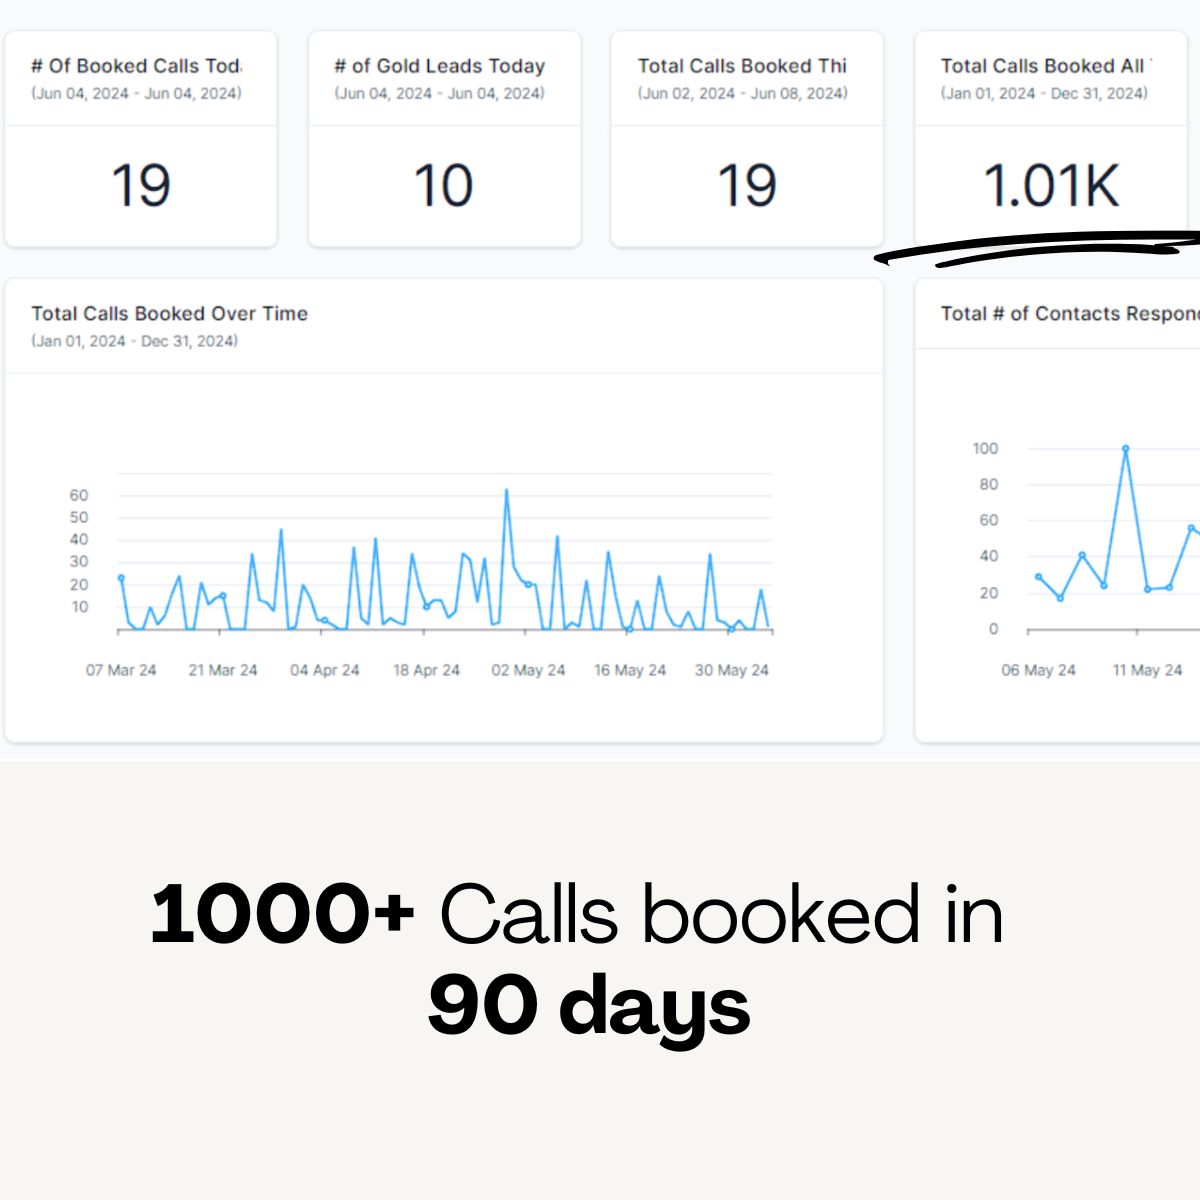 # Of Booked Calls Tod
(Jun 04, 2024 - Jun 04, 2024)
19
# of Gold Leads Today
(Jun 04, 2024 - Jun 04, 2024)
10
Total Calls Booked Thi
(Jun 02, 2024 - Jun 08, 2024)
19
Total Calls Booked All
(Jan 01, 2024 - Dec 31, 2024)
1.01K
Total Calls Booked Over Time
(Jan 01, 2024 - Dec 31, 2024)
60
50
40
30
20
10
07 Mar 24 21 Mar 24 04 Apr 24 18 Apr 24 02 May 24 16 May 24 30 May 24
Total # of Contacts Respon
100
80
60
40
20
0
06 May 24 11 May 24
1000+ Calls booked in
90 days